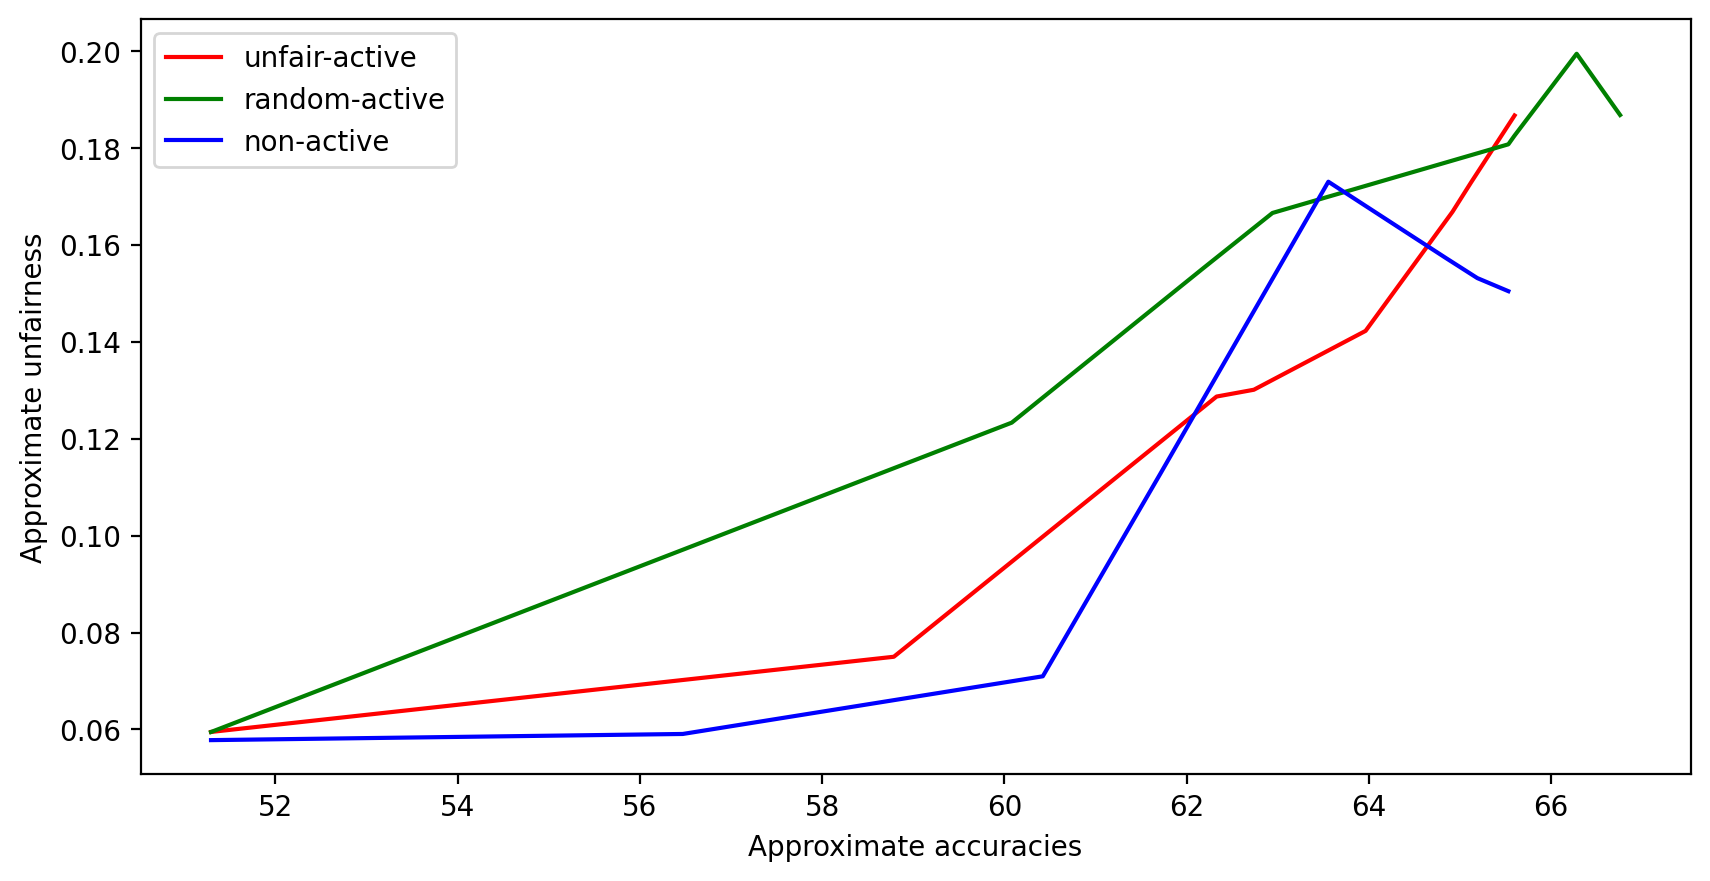 unfair-active
random-active
non-active
Approximate unfairness
0.20
0.18
0.16
0.14
0.12
0.10
0.08
0.06
52 54 56 58 60 62 64 66
Approximate accuracies